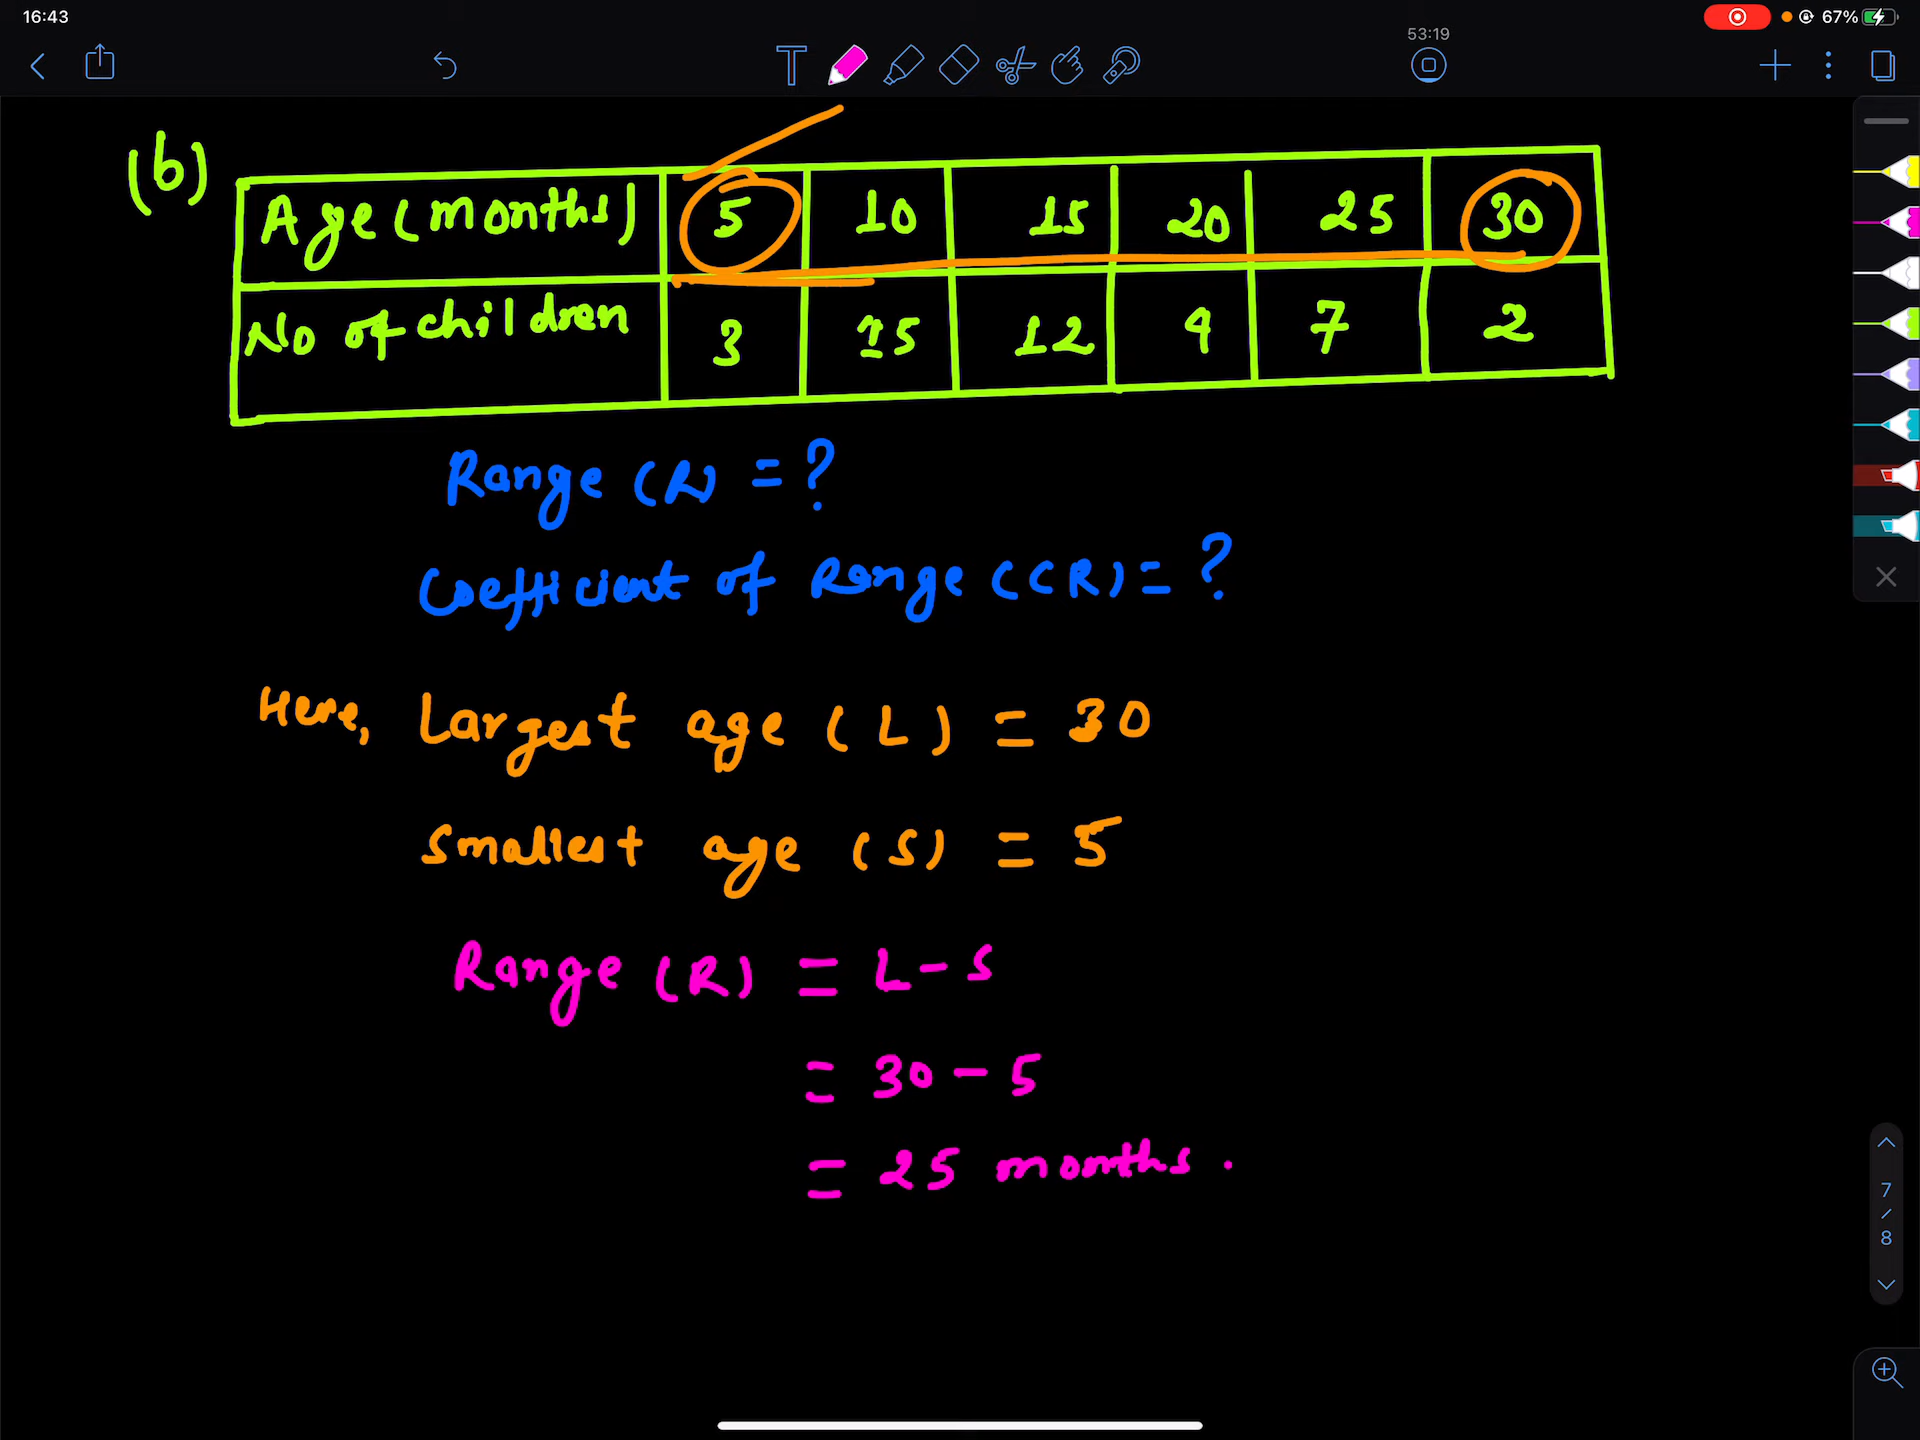 16:43
67%
53:19
(b)
Age (months) 5 10 15 20 25 30
No of children 3 15 12 4 7 2
Range (R) = ?
Coefficient of Range (CR) = ?
Here, Largest age (L) = 30
Smallest age (S) = 5
Range (R) = L - S
= 30 - 5
= 25 months.
7
/
8